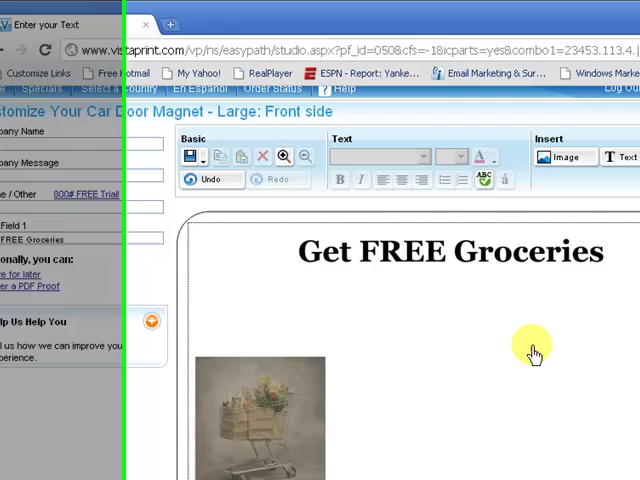 Enter your Text
www.vistaprint.com/vp/ns/easypath/studio.aspx?pf_id=050&cfs=-1&icparts=yes&combo1=23453.113.4.
Customize Links Free Hotmail My Yahoo! RealPlayer ESPN - Report: Yanke... Email Marketing & Sur... Windows Marke
Specials Select a Country En Español Order Status Help Log Ou
stomize Your Car Door Magnet - Large: Front side
pany Name
Basic Text Insert
Image T Text
pany Message
Undo Redo B I ABC á
e / Other 800# FREE Trial!
Field 1
FREE Groceries
Get FREE Groceries
onally, you can:
e for later
er a PDF Proof
lp Us Help You
l us how we can improve you
perience.